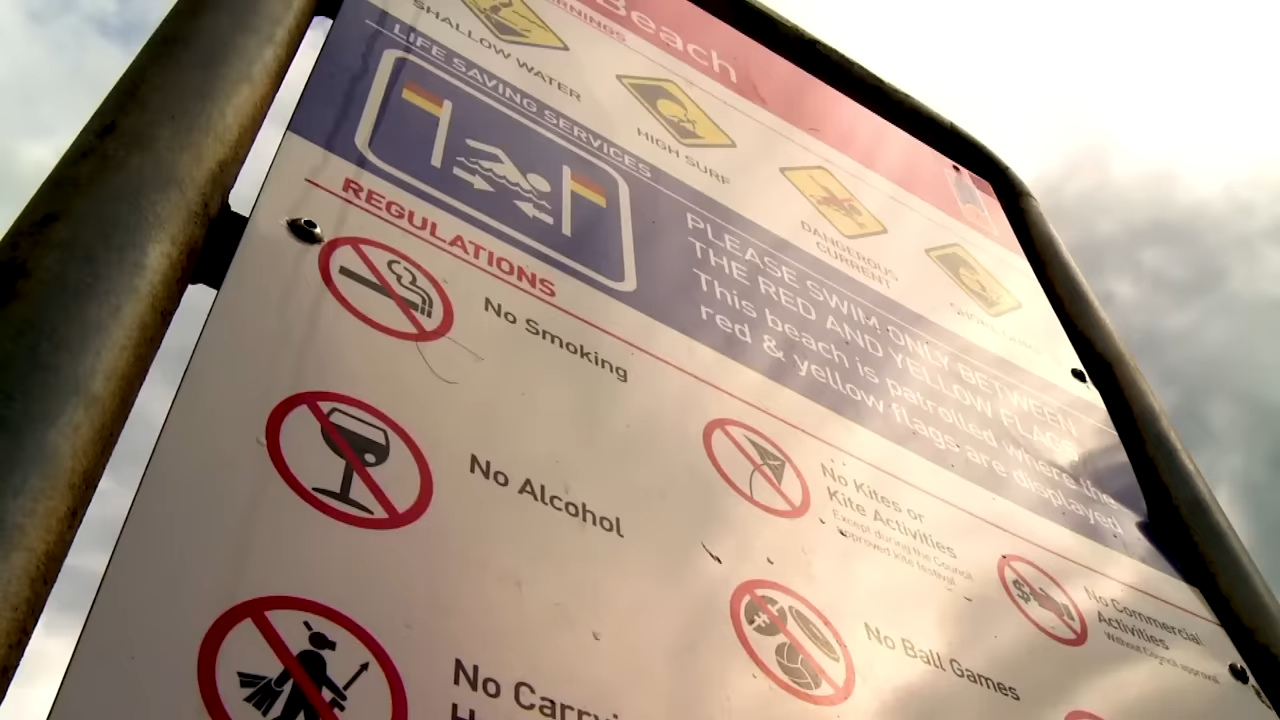 Beach
WARNINGS
SHALLOW WATER
HIGH SURF
DANGEROUS
CURRENT
LIFE SAVING SERVICES
PLEASE SWIM ONLY BETWEEN
THE RED AND YELLOW FLAGS
This beach is patrolled where the
red & yellow flags are displayed
REGULATIONS
No Smoking
No Alcohol
No Kites or
Kite Activities
Except during the Council
approved kite festival
No Commercial
Activities
Without Council approval
No Ball Games
No